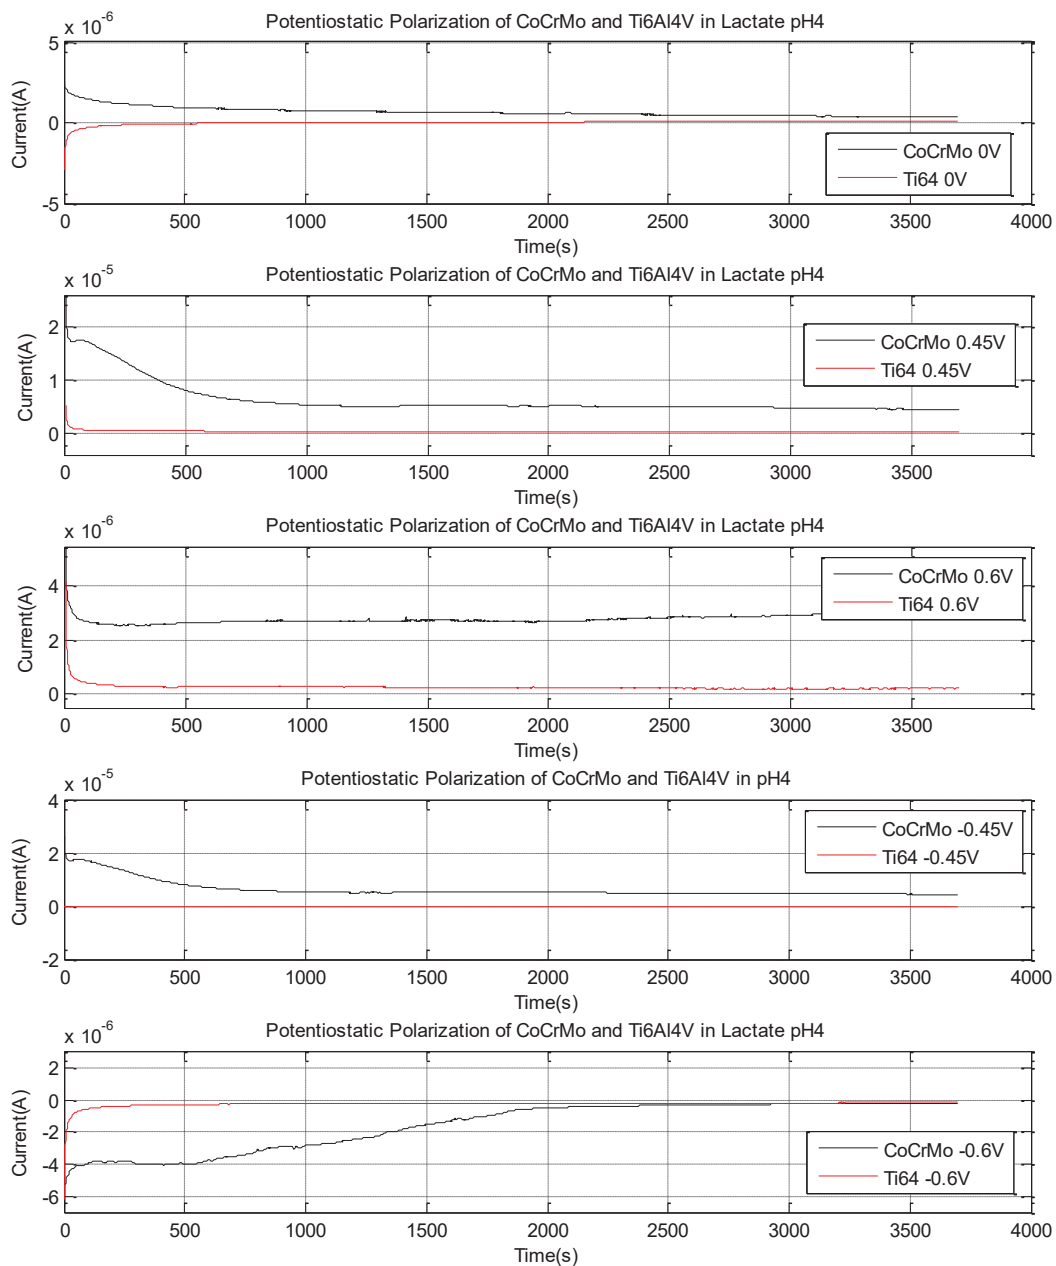 Potentiostatic Polarization of CoCrMo and Ti6Al4V in Lactate pH4
x 10^-6
5
0
-5
Current(A)
CoCrMo 0V
Ti64 0V
0 500 1000 1500 2000 2500 3000 3500 4000
Time(s)
Potentiostatic Polarization of CoCrMo and Ti6Al4V in Lactate pH4
x 10^-5
2
1
0
Current(A)
CoCrMo 0.45V
Ti64 0.45V
0 500 1000 1500 2000 2500 3000 3500
Time(s)
Potentiostatic Polarization of CoCrMo and Ti6Al4V in Lactate pH4
x 10^-6
4
2
0
Current(A)
CoCrMo 0.6V
Ti64 0.6V
0 500 1000 1500 2000 2500 3000 3500
Time(s)
Potentiostatic Polarization of CoCrMo and Ti6Al4V in pH4
x 10^-5
4
2
0
-2
Current(A)
CoCrMo -0.45V
Ti64 -0.45V
0 500 1000 1500 2000 2500 3000 3500 4000
Time(s)
Potentiostatic Polarization of CoCrMo and Ti6Al4V in Lactate pH4
x 10^-6
2
0
-2
-4
-6
Current(A)
CoCrMo -0.6V
Ti64 -0.6V
0 500 1000 1500 2000 2500 3000 3500 4000
Time(s)